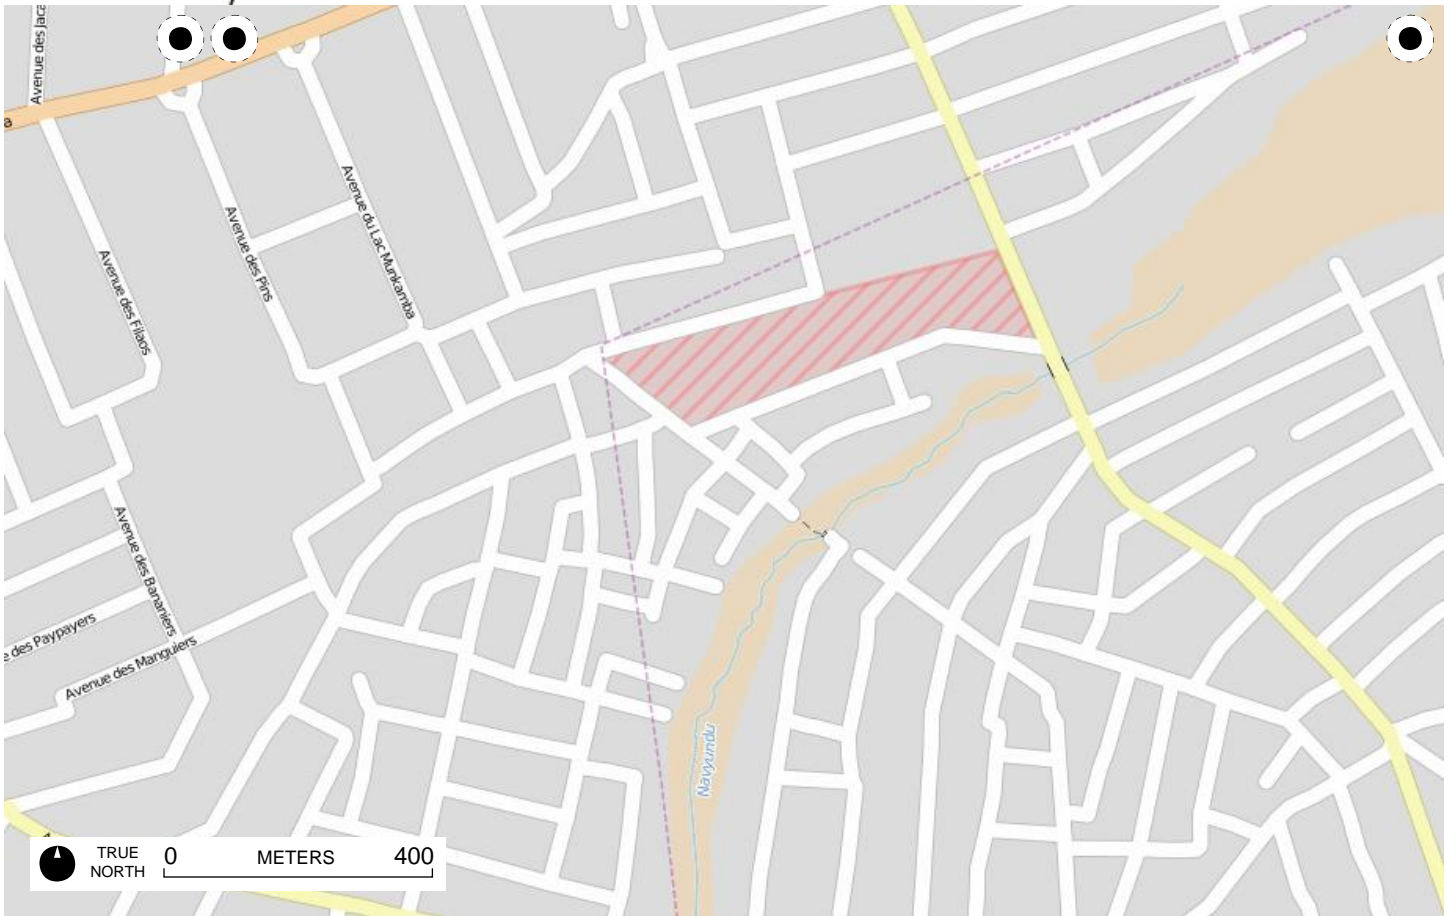 Avenue des Jaca
a
Avenue du Lac Munkamba
Avenue des Pins
Avenue des Filaos
Avenue des Bananiers
e des Paypayers
Avenue des Manguiers
Navyundu
TRUE
NORTH
0 METERS 400